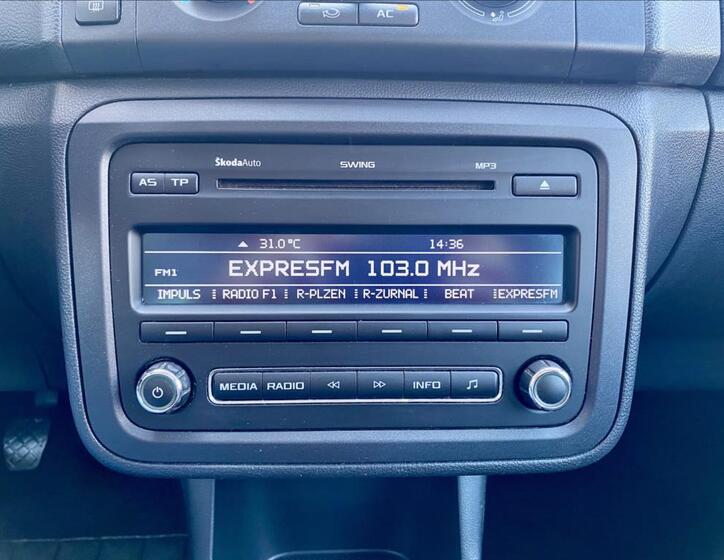 AC
ŠkodaAuto SWING MP3
AS TP
31.0 °C 14:36
FM1 EXPRESFM 103.0 MHz
IMPULS RADIO F1 R-PLZEN R-ZURNAL BEAT EXPRESFM
MEDIA RADIO INFO